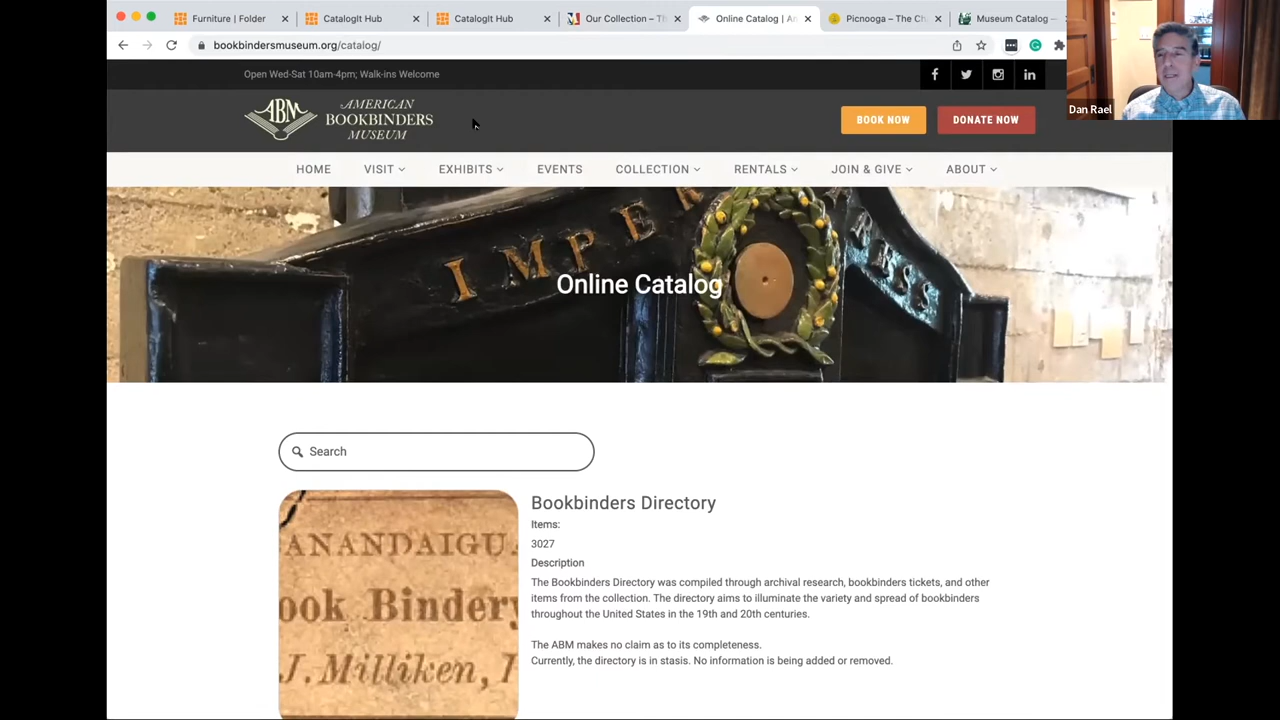 Furniture | Folder
CatalogIt Hub
CatalogIt Hub
Our Collection – Th
Online Catalog | An
Picnooga – The Ch
Museum Catalog –
bookbindersmuseum.org/catalog/
Dan Rael
Open Wed-Sat 10am-4pm; Walk-ins Welcome
ABM
AMERICAN
BOOKBINDERS
MUSEUM
BOOK NOW
DONATE NOW
HOME
VISIT
EXHIBITS
EVENTS
COLLECTION
RENTALS
JOIN & GIVE
ABOUT
IMPE
RESS
Online Catalog
Search
ANANDAIGU
ook Bindery
J. Milliken,
Bookbinders Directory
Items:
3027
Description
The Bookbinders Directory was compiled through archival research, bookbinders tickets, and other
items from the collection. The directory aims to illuminate the variety and spread of bookbinders
throughout the United States in the 19th and 20th centuries.
The ABM makes no claim as to its completeness.
Currently, the directory is in stasis. No information is being added or removed.